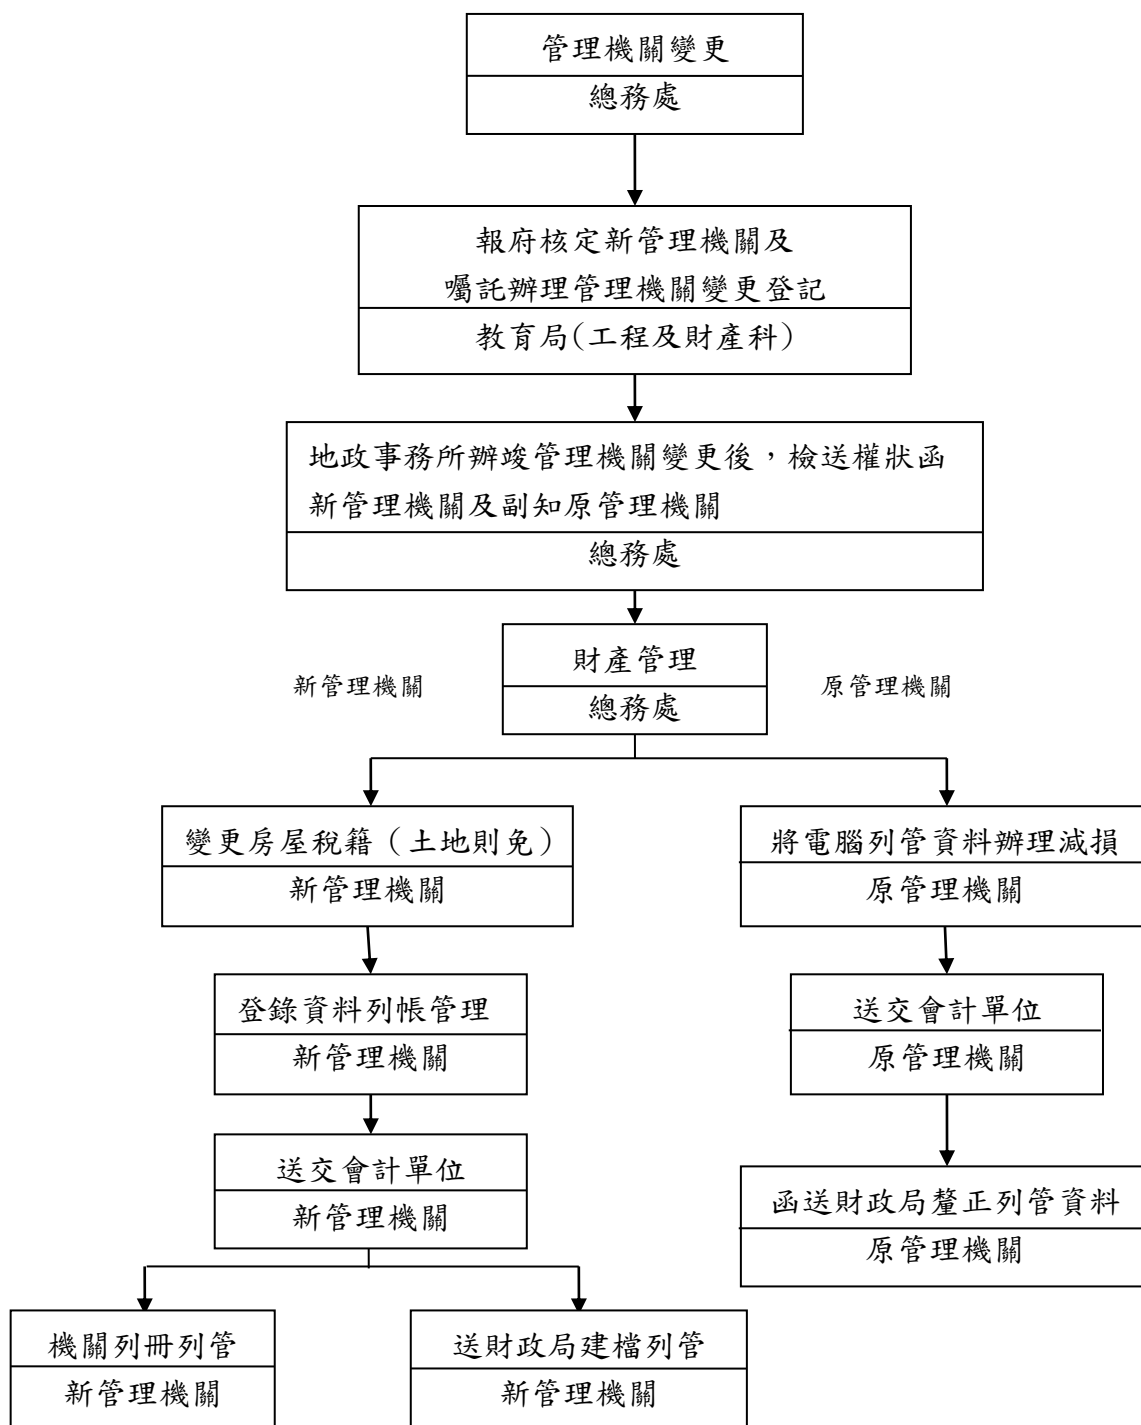 管理機關變更
總務處
報府核定新管理機關及
囑託辦理管理機關變更登記
教育局(工程及財產科)
地政事務所辦竣管理機關變更後，檢送權狀函
新管理機關及副知原管理機關
總務處
財產管理
總務處
新管理機關
原管理機關
變更房屋稅籍（土地則免）
新管理機關
將電腦列管資料辦理減損
原管理機關
登錄資料列帳管理
新管理機關
送交會計單位
原管理機關
送交會計單位
新管理機關
函送財政局釐正列管資料
原管理機關
機關列冊列管
新管理機關
送財政局建檔列管
新管理機關